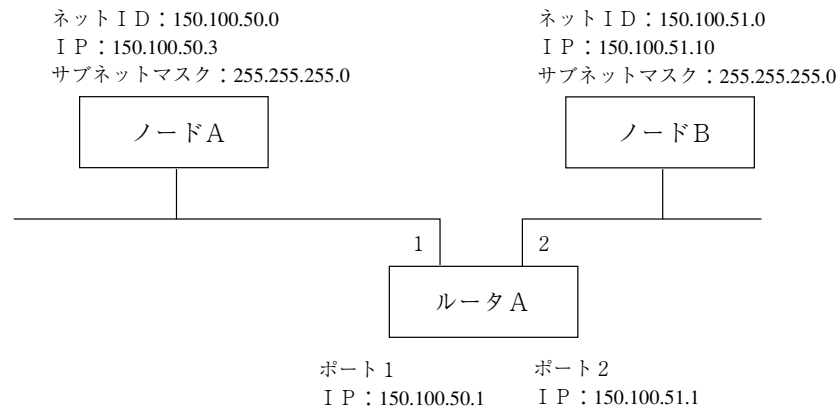 ネットＩＤ：150.100.50.0
ＩＰ：150.100.50.3
サブネットマスク：255.255.255.0
ネットＩＤ：150.100.51.0
ＩＰ：150.100.51.10
サブネットマスク：255.255.255.0
ノードＡ
ノードＢ
1
2
ルータＡ
ポート１
ＩＰ：150.100.50.1
ポート２
ＩＰ：150.100.51.1